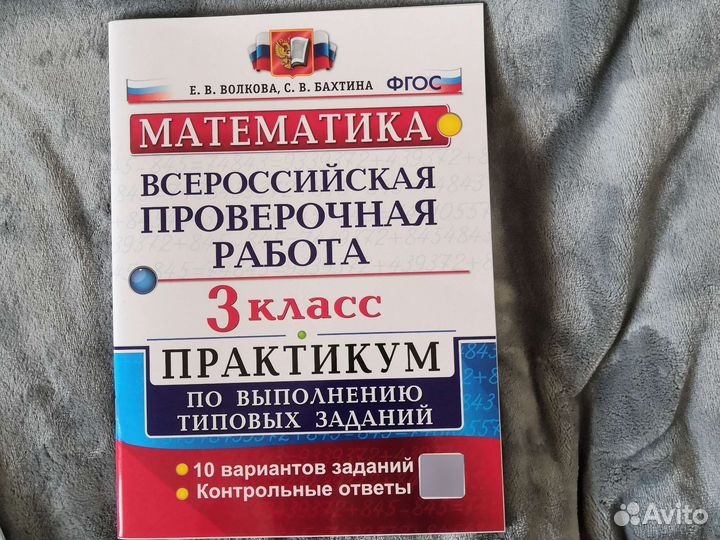 Е. В. ВОЛКОВА, С. В. БАХТИНА ФГОС
МАТЕМАТИКА
ВСЕРОССИЙСКАЯ
ПРОВЕРОЧНАЯ
РАБОТА
3 КЛАСС
ПРАКТИКУМ
ПО ВЫПОЛНЕНИЮ
ТИПОВЫХ ЗАДАНИЙ
10 вариантов заданий
Контрольные ответы
Avito